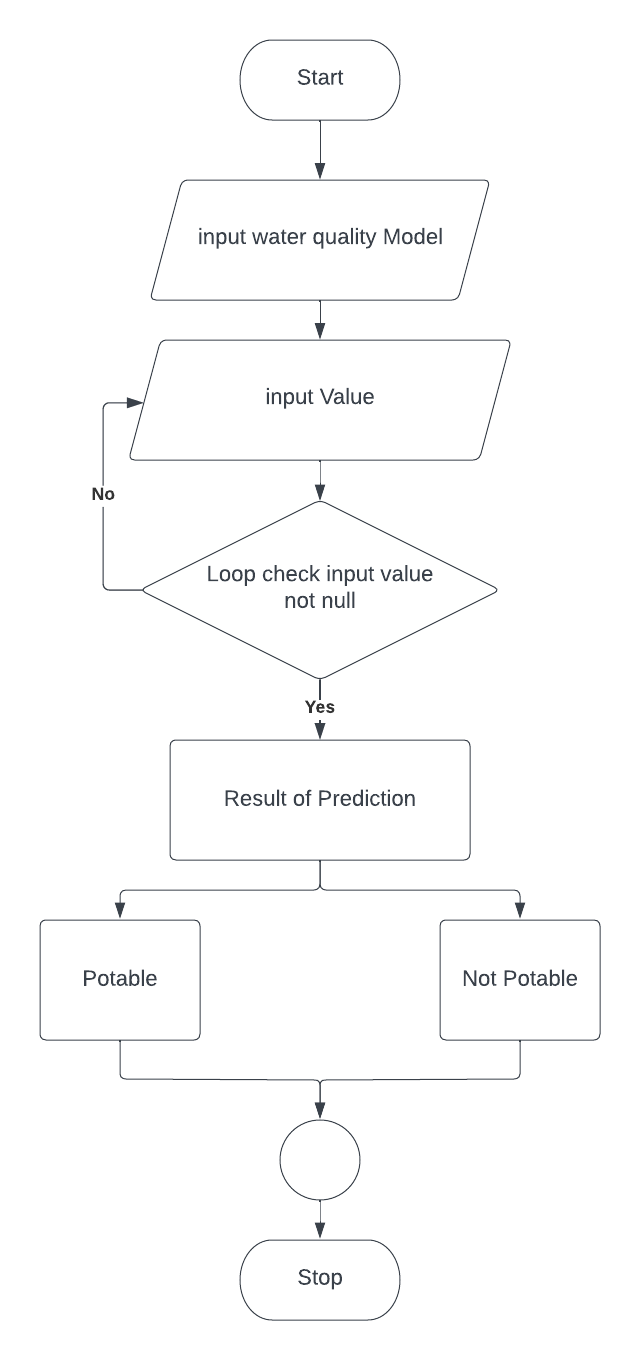 Start
input water quality Model
input Value
No
Loop check input value
not null
Yes
Result of Prediction
Potable
Not Potable
Stop